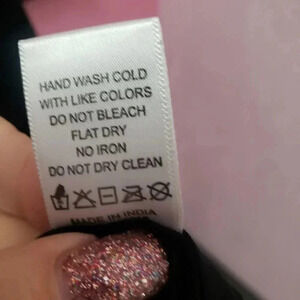 HAND WASH COLD
WITH LIKE COLORS
DO NOT BLEACH
FLAT DRY
NO IRON
DO NOT DRY CLEAN
MADE IN INDIA